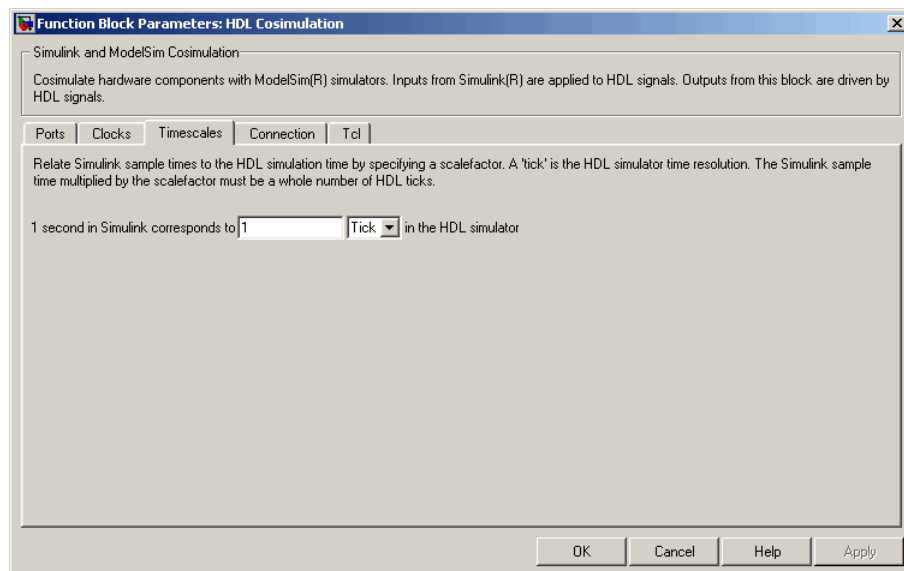 Function Block Parameters: HDL Cosimulation
Simulink and ModelSim Cosimulation
Cosimulate hardware components with ModelSim(R) simulators. Inputs from Simulink(R) are applied to HDL signals. Outputs from this block are driven by
HDL signals.
Ports Clocks Timescales Connection Tcl
Relate Simulink sample times to the HDL simulation time by specifying a scalefactor. A 'tick' is the HDL simulator time resolution. The Simulink sample
time multiplied by the scalefactor must be a whole number of HDL ticks.
1 second in Simulink corresponds to 1 Tick in the HDL simulator
OK Cancel Help Apply